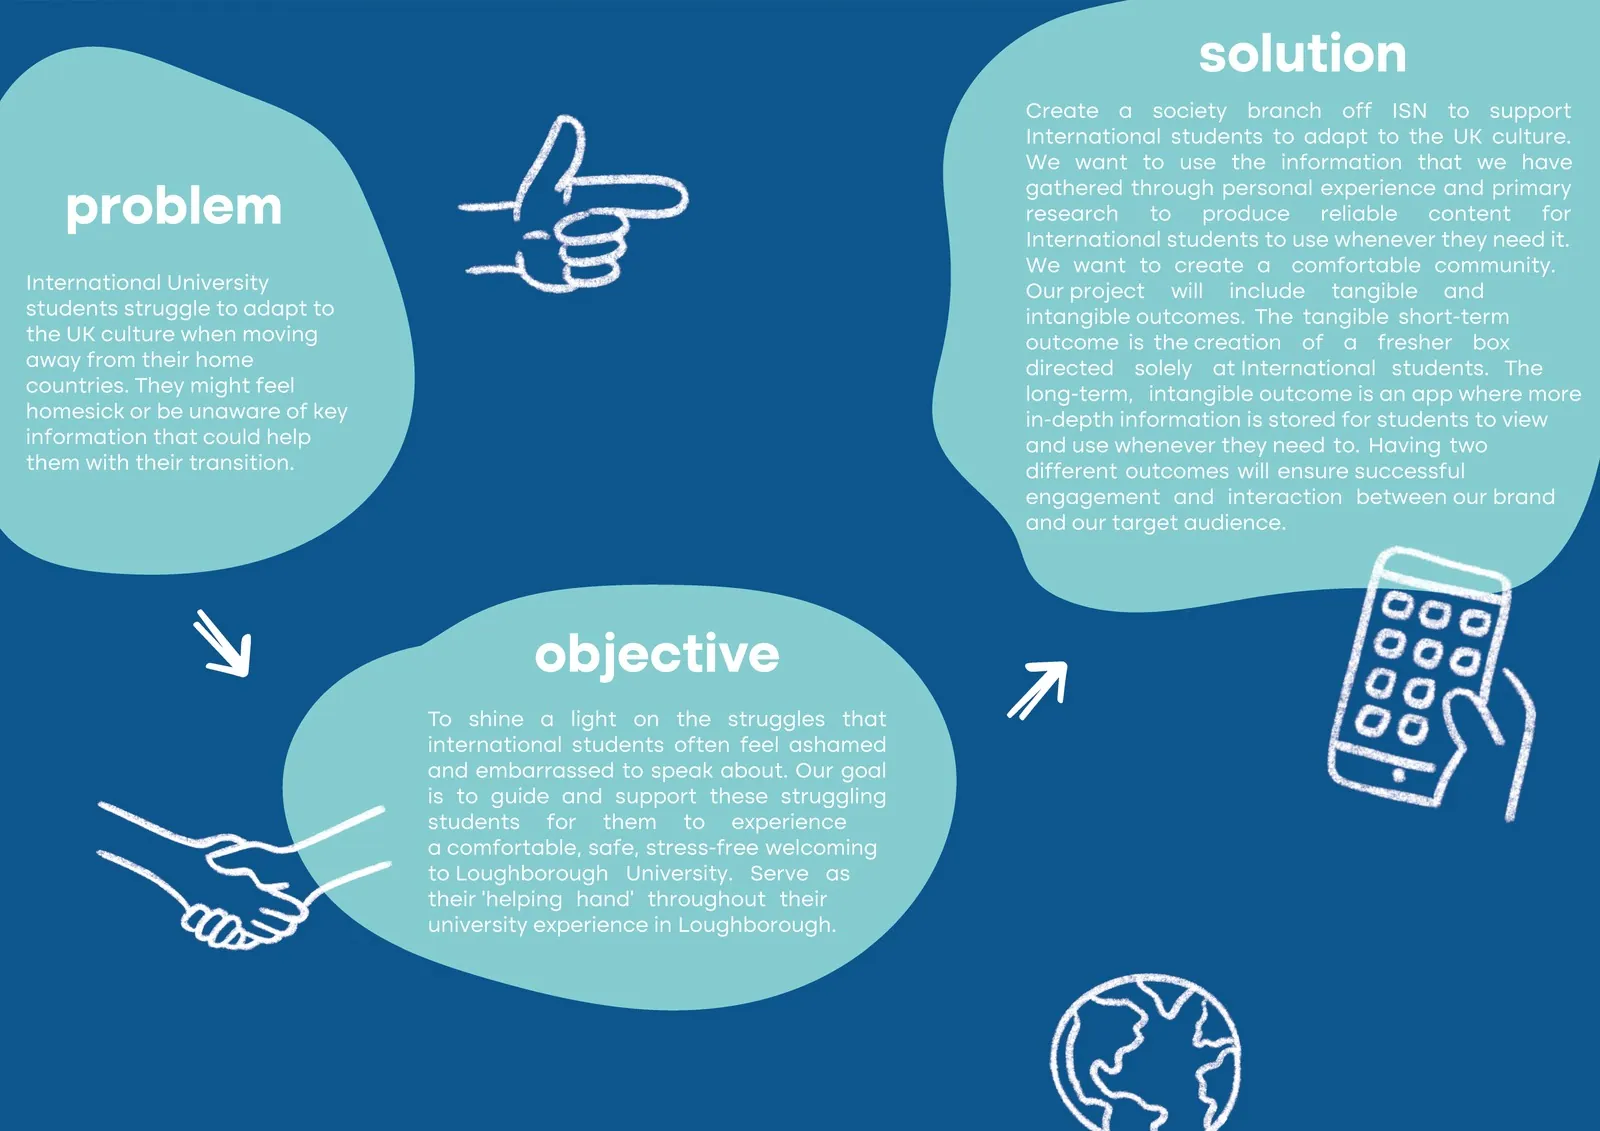 problem
International University
students struggle to adapt to
the UK culture when moving
away from their home
countries. They might feel
homesick or be unaware of key
information that could help
them with their transition.
objective
To shine a light on the struggles that
international students often feel ashamed
and embarrassed to speak about. Our goal
is to guide and support these struggling
students for them to experience
a comfortable, safe, stress-free welcoming
to Loughborough University. Serve as
their 'helping hand' throughout their
university experience in Loughborough.
solution
Create a society branch off ISN to support
International students to adapt to the UK culture.
We want to use the information that we have
gathered through personal experience and primary
research to produce reliable content for
International students to use whenever they need it.
We want to create a comfortable community.
Our project will include tangible and
intangible outcomes. The tangible short-term
outcome is the creation of a fresher box
directed solely at International students. The
long-term, intangible outcome is an app where more
in-depth information is stored for students to view
and use whenever they need to. Having two
different outcomes will ensure successful
engagement and interaction between our brand
and our target audience.